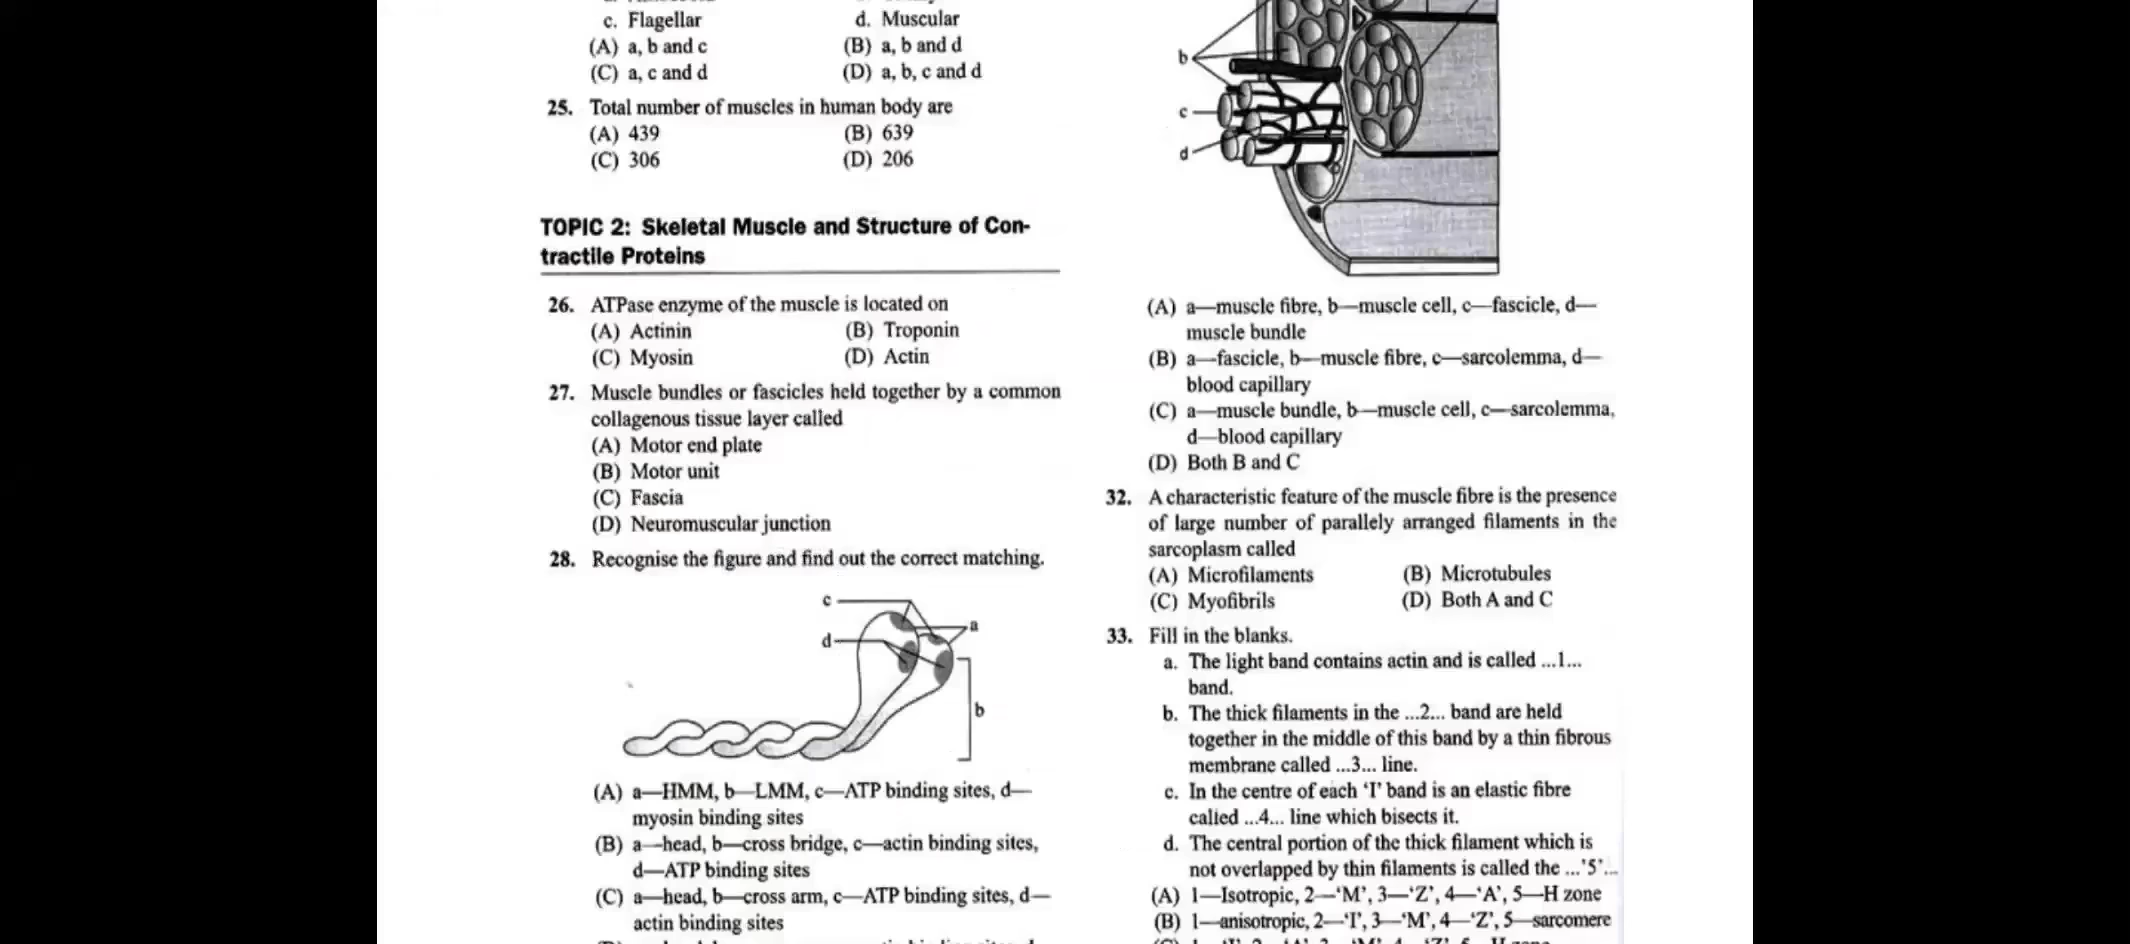 c. Flagellar
d. Muscular
(A) a, b and c
(B) a, b and d
(C) a, c and d
(D) a, b, c and d
25. Total number of muscles in human body are
(A) 439
(B) 639
(C) 306
(D) 206
TOPIC 2: Skeletal Muscle and Structure of Con-
tractile Proteins
26. ATPase enzyme of the muscle is located on
(A) Actinin
(B) Troponin
(C) Myosin
(D) Actin
27. Muscle bundles or fascicles held together by a common
collagenous tissue layer called
(A) Motor end plate
(B) Motor unit
(C) Fascia
(D) Neuromuscular junction
28. Recognise the figure and find out the correct matching.
c
a
d
b
(A) a—HMM, b—LMM, c—ATP binding sites, d—
myosin binding sites
(B) a—head, b—cross bridge, c—actin binding sites,
d—ATP binding sites
(C) a—head, b—cross arm, c—ATP binding sites, d—
actin binding sites
b
c
d
(A) a—muscle fibre, b—muscle cell, c—fascicle, d—
muscle bundle
(B) a—fascicle, b—muscle fibre, c—sarcolemma, d—
blood capillary
(C) a—muscle bundle, b—muscle cell, c—sarcolemma,
d—blood capillary
(D) Both B and C
32. A characteristic feature of the muscle fibre is the presence
of large number of parallely arranged filaments in the
sarcoplasm called
(A) Microfilaments
(B) Microtubules
(C) Myofibrils
(D) Both A and C
33. Fill in the blanks.
a. The light band contains actin and is called ...1...
band.
b. The thick filaments in the ...2... band are held
together in the middle of this band by a thin fibrous
membrane called ...3... line.
c. In the centre of each ‘I’ band is an elastic fibre
called ...4... line which bisects it.
d. The central portion of the thick filament which is
not overlapped by thin filaments is called the ...’5’...
(A) 1—Isotropic, 2—‘M’, 3—‘Z’, 4—‘A’, 5—H zone
(B) 1—anisotropic, 2—‘I’, 3—‘M’, 4—‘Z’, 5—sarcomere